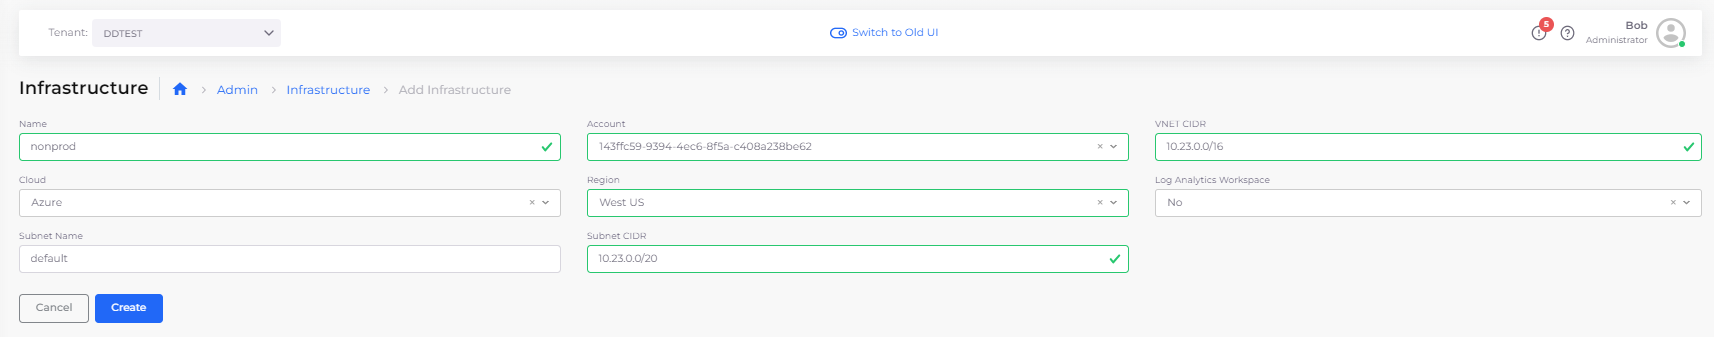 Tenant: DDTEST Switch to Old UI 5 Bob
Administrator
Infrastructure Admin Infrastructure Add Infrastructure
Name Account VNET CIDR
nonprod 143ffc59-9394-4ec6-8f5a-c408a238be62 10.23.0.0/16
Cloud Region Log Analytics Workspace
Azure West US No
Subnet Name Subnet CIDR
default 10.23.0.0/20
Cancel Create